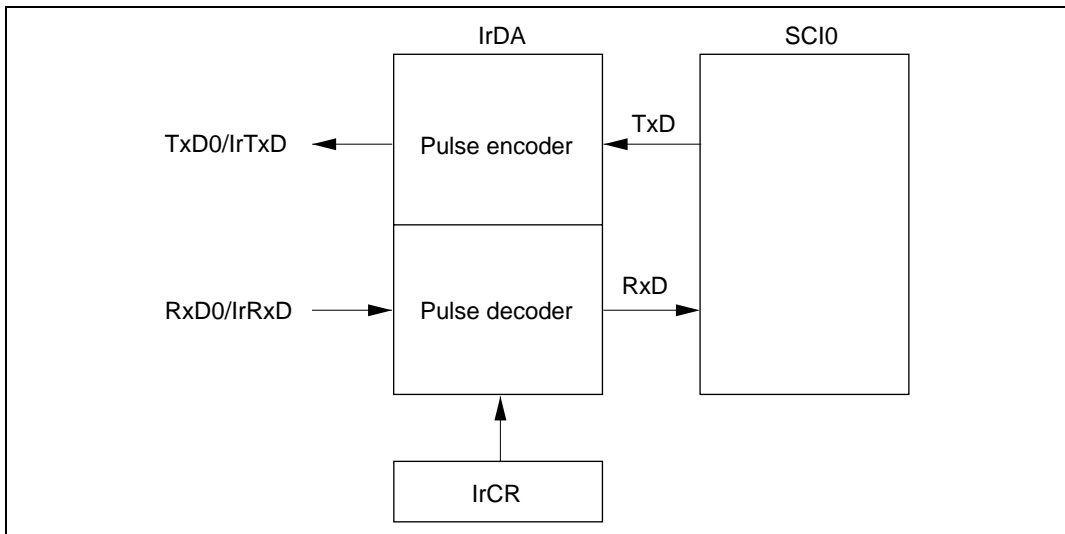 IrDA
SCI0
TxD0/IrTxD
Pulse encoder
TxD
RxD0/IrRxD
Pulse decoder
RxD
IrCR